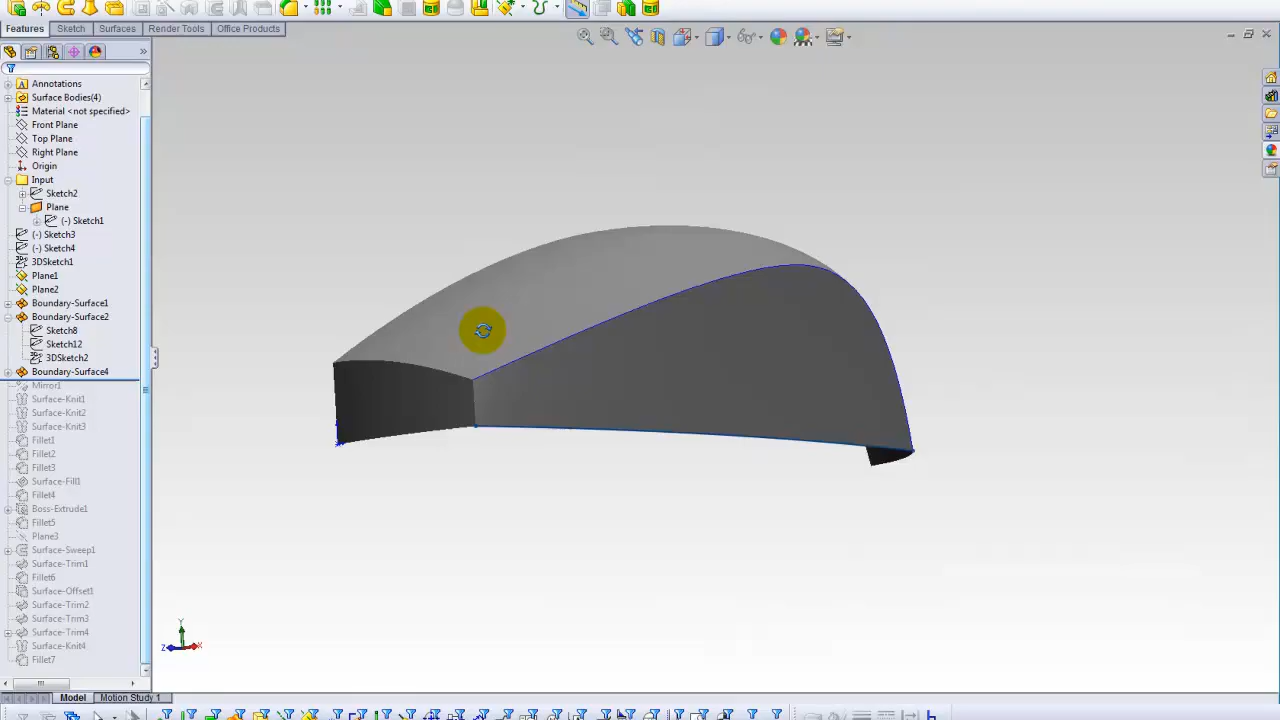 Features Sketch Surfaces Render Tools Office Products
Annotations
Surface Bodies(4)
Material <not specified>
Front Plane
Top Plane
Right Plane
Origin
Input
Sketch2
Plane
(-) Sketch1
(-) Sketch3
(-) Sketch4
3DSketch1
Plane1
Plane2
Boundary-Surface1
Boundary-Surface2
Sketch8
Sketch12
3DSketch2
Boundary-Surface4
Mirror1
Surface-Knit1
Surface-Knit2
Surface-Knit3
Fillet1
Fillet2
Fillet3
Surface-Fill1
Fillet4
Boss-Extrude1
Fillet5
Plane3
Surface-Sweep1
Surface-Trim1
Fillet6
Surface-Offset1
Surface-Trim2
Surface-Trim3
Surface-Trim4
Surface-Knit4
Fillet7
Y
Z X
Model Motion Study 1